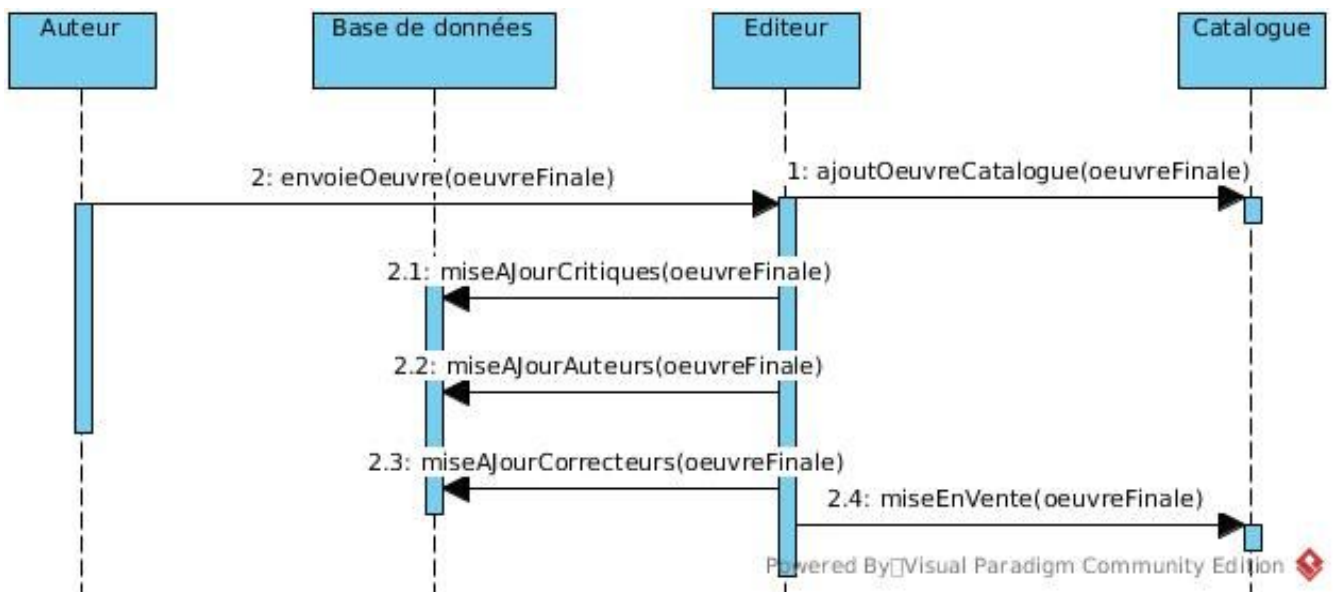 Auteur
Base de données
Editeur
Catalogue
1: ajoutOeuvreCatalogue(oeuvreFinale)
2: envoieOeuvre(oeuvreFinale)
2.1: miseAJourCritiques(oeuvreFinale)
2.2: miseAJourAuteurs(oeuvreFinale)
2.3: miseAJourCorrecteurs(oeuvreFinale)
2.4: miseEnVente(oeuvreFinale)
Powered By□Visual Paradigm Community Edition